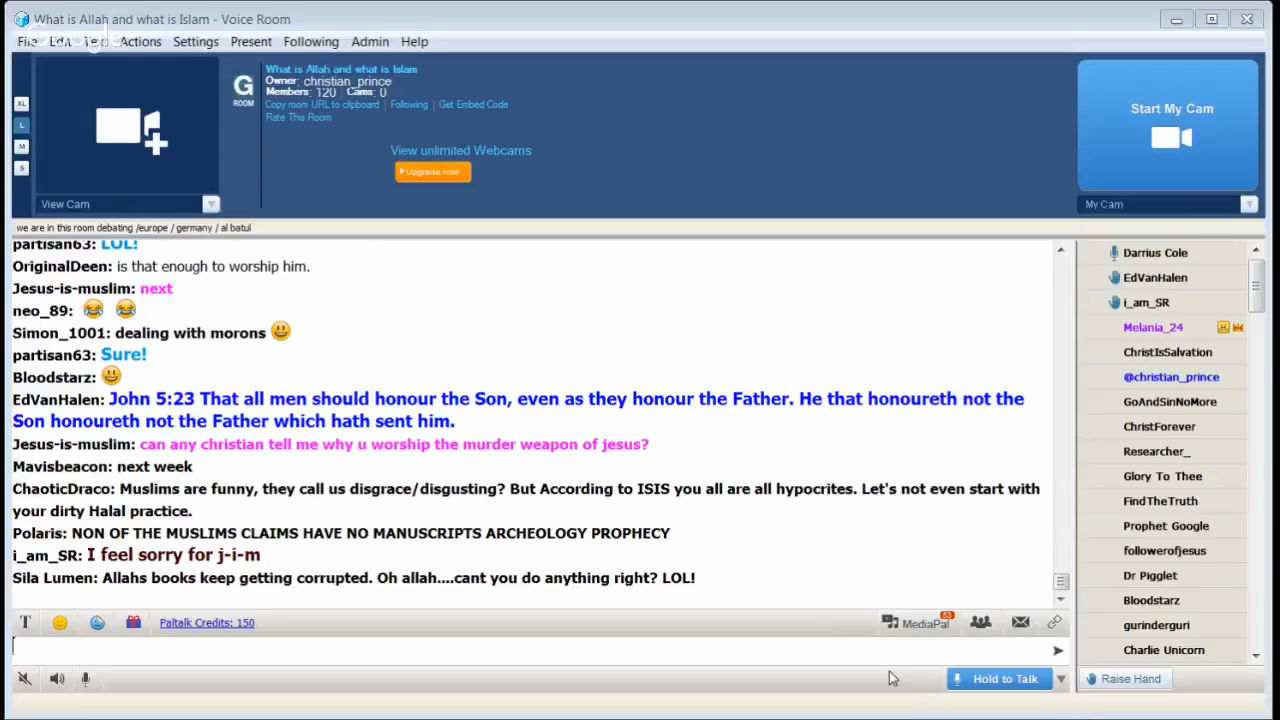 What is Allah and what is Islam - Voice Room
Google
File Edit Text Actions Settings Present Following Admin Help
What is Allah and what is Islam
Owner: christian_prince
Members: 120 Cams: 0
Copy room URL to clipboard | Following | Get Embed Code
Rate This Room
G
ROOM
XL
L
M
S
View unlimited Webcams
Upgrade now
Start My Cam
View Cam
My Cam
we are in this room debating /europe / germany / al batul
partisan63: LOL!
OriginalDeen: is that enough to worship him.
Jesus-is-muslim: next
neo_89:
Simon_1001: dealing with morons
partisan63: Sure!
Bloodstarz:
EdVanHalen: John 5:23 That all men should honour the Son, even as they honour the Father. He that honoureth not the
Son honoureth not the Father which hath sent him.
Jesus-is-muslim: can any christian tell me why u worship the murder weapon of jesus?
Mavisbeacon: next week
ChaoticDraco: Muslims are funny, they call us disgrace/disgusting? But According to ISIS you all are all hypocrites. Let's not even start with
your dirty Halal practice.
Polaris: NON OF THE MUSLIMS CLAIMS HAVE NO MANUSCRIPTS ARCHEOLOGY PROPHECY
i_am_SR: I feel sorry for j-i-m
Sila Lumen: Allahs books keep getting corrupted. Oh allah....cant you do anything right? LOL!
Darrius Cole
EdVanHalen
i_am_SR
Melania_24
ChristIsSalvation
@christian_prince
GoAndSinNoMore
ChristForever
Researcher_
Glory To Thee
FindTheTruth
Prophet Google
followerofjesus
Dr Pigglet
Bloodstarz
gurinderguri
Charlie Unicorn
T
Paltalk Credits: 150
MediaPal
53
Hold to Talk
Raise Hand